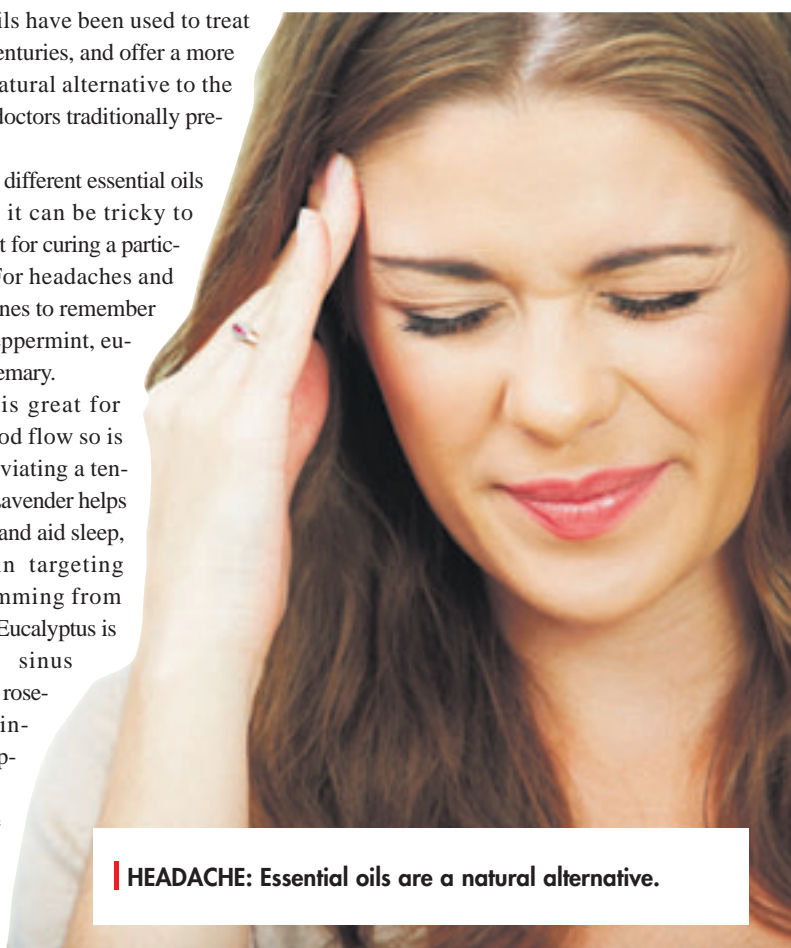 ils have been used to treat
enturies, and offer a more
atural alternative to the
doctors traditionally pre-
different essential oils
it can be tricky to
t for curing a partic-
For headaches and
nes to remember
ppermint, eu-
emary.
is great for
od flow so is
viating a ten-
Lavender helps
and aid sleep,
n targeting
mming from
Eucalyptus is
sinus
rose-
in-
p-
HEADACHE: Essential oils are a natural alternative.